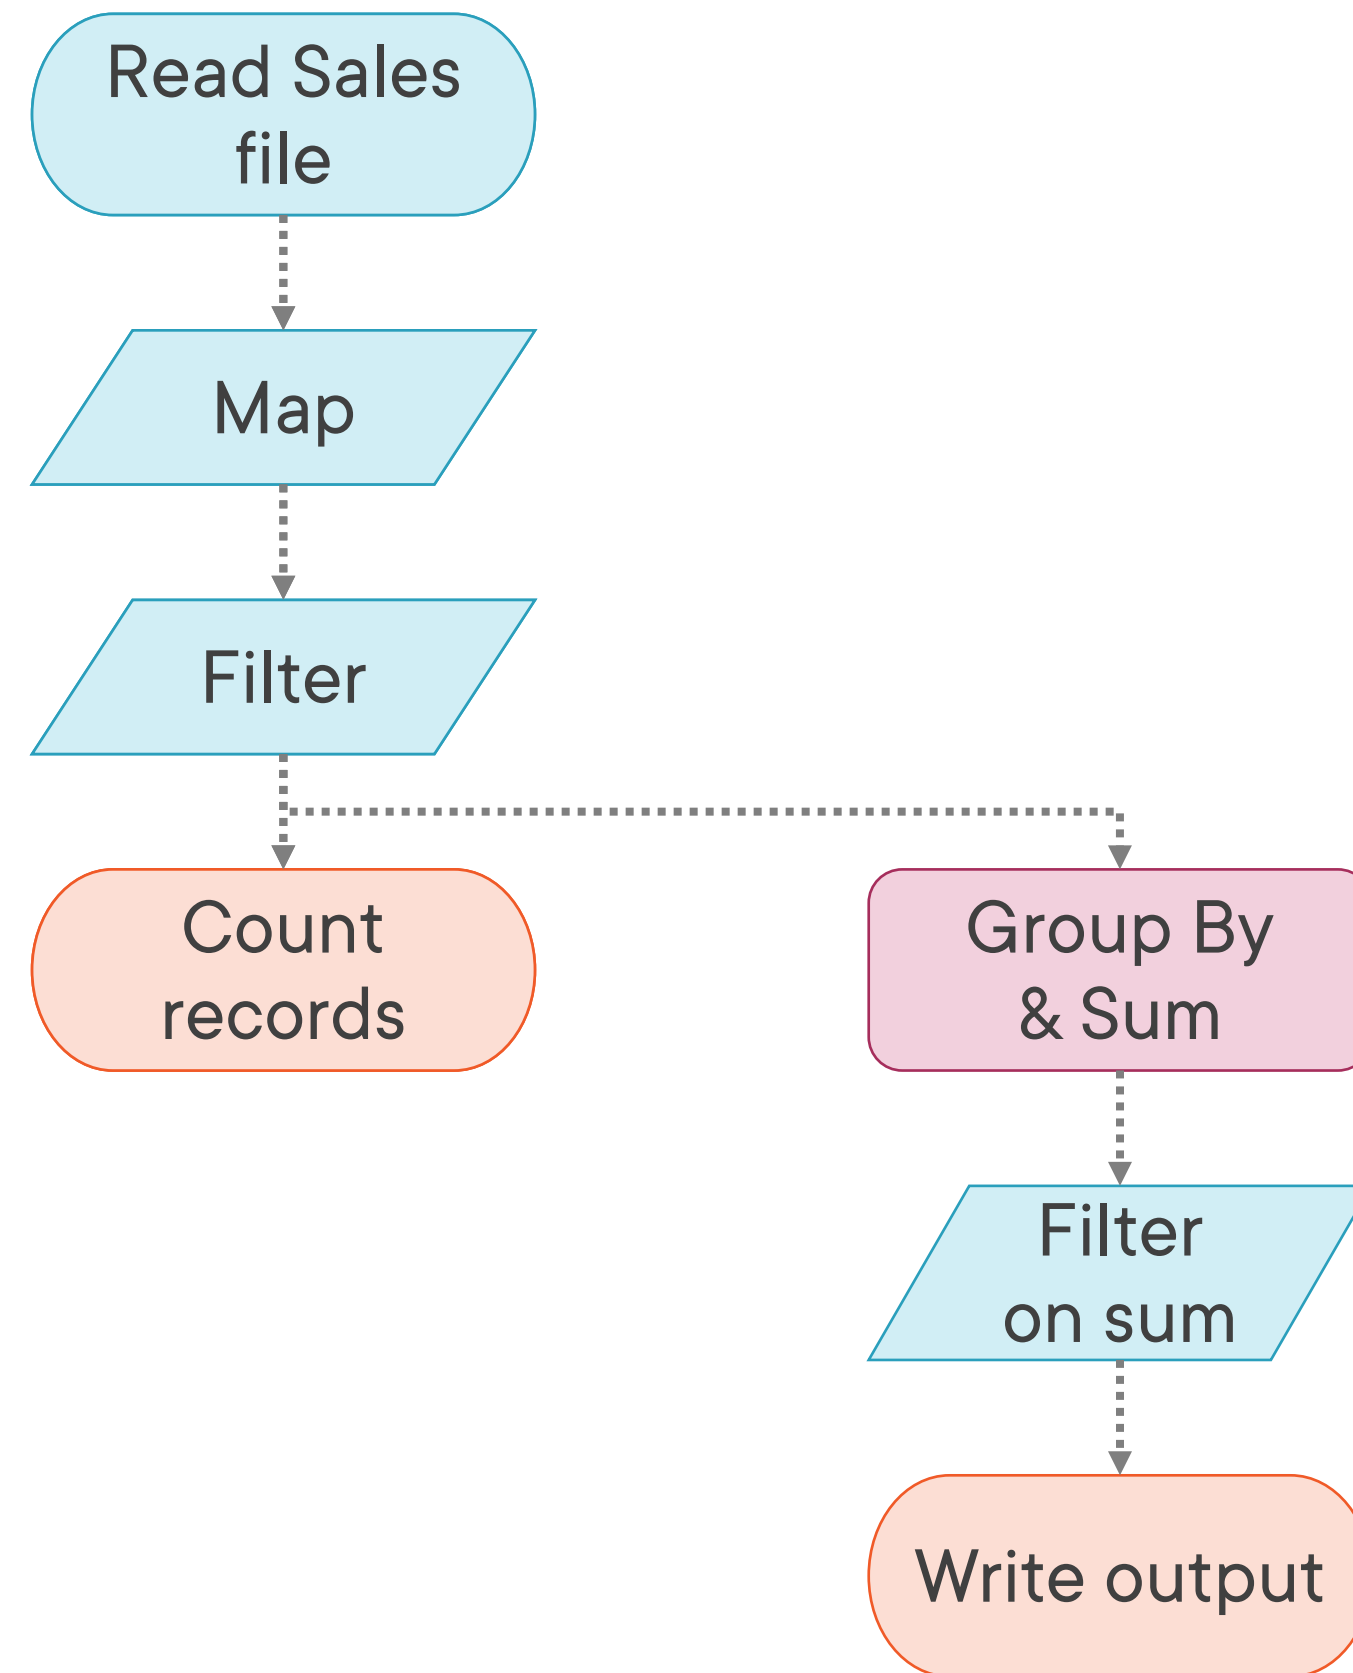 Read Sales
file
Map
Filter
Count
records
Group By
& Sum
Filter
on sum
Write output